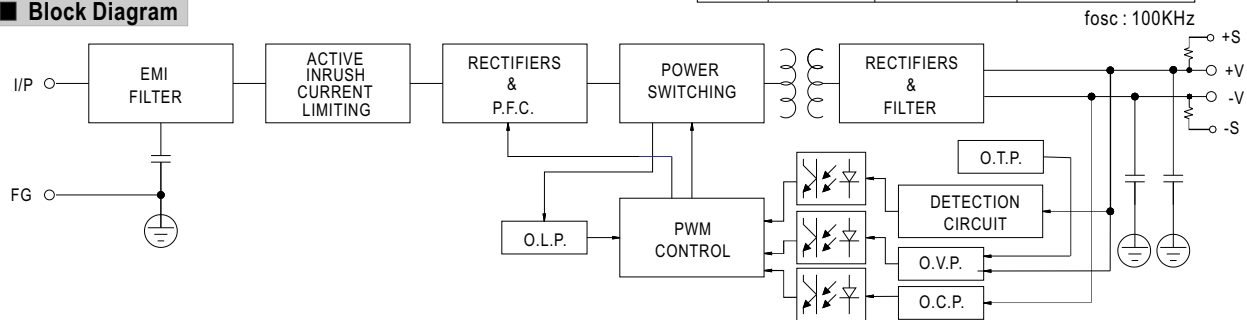 Block Diagram
fosc : 100KHz
I/P
EMI
FILTER
ACTIVE
INRUSH
CURRENT
LIMITING
RECTIFIERS
&
P.F.C.
POWER
SWITCHING
RECTIFIERS
&
FILTER
+S
+V
-V
-S
FG
O.L.P.
PWM
CONTROL
O.T.P.
DETECTION
CIRCUIT
O.V.P.
O.C.P.